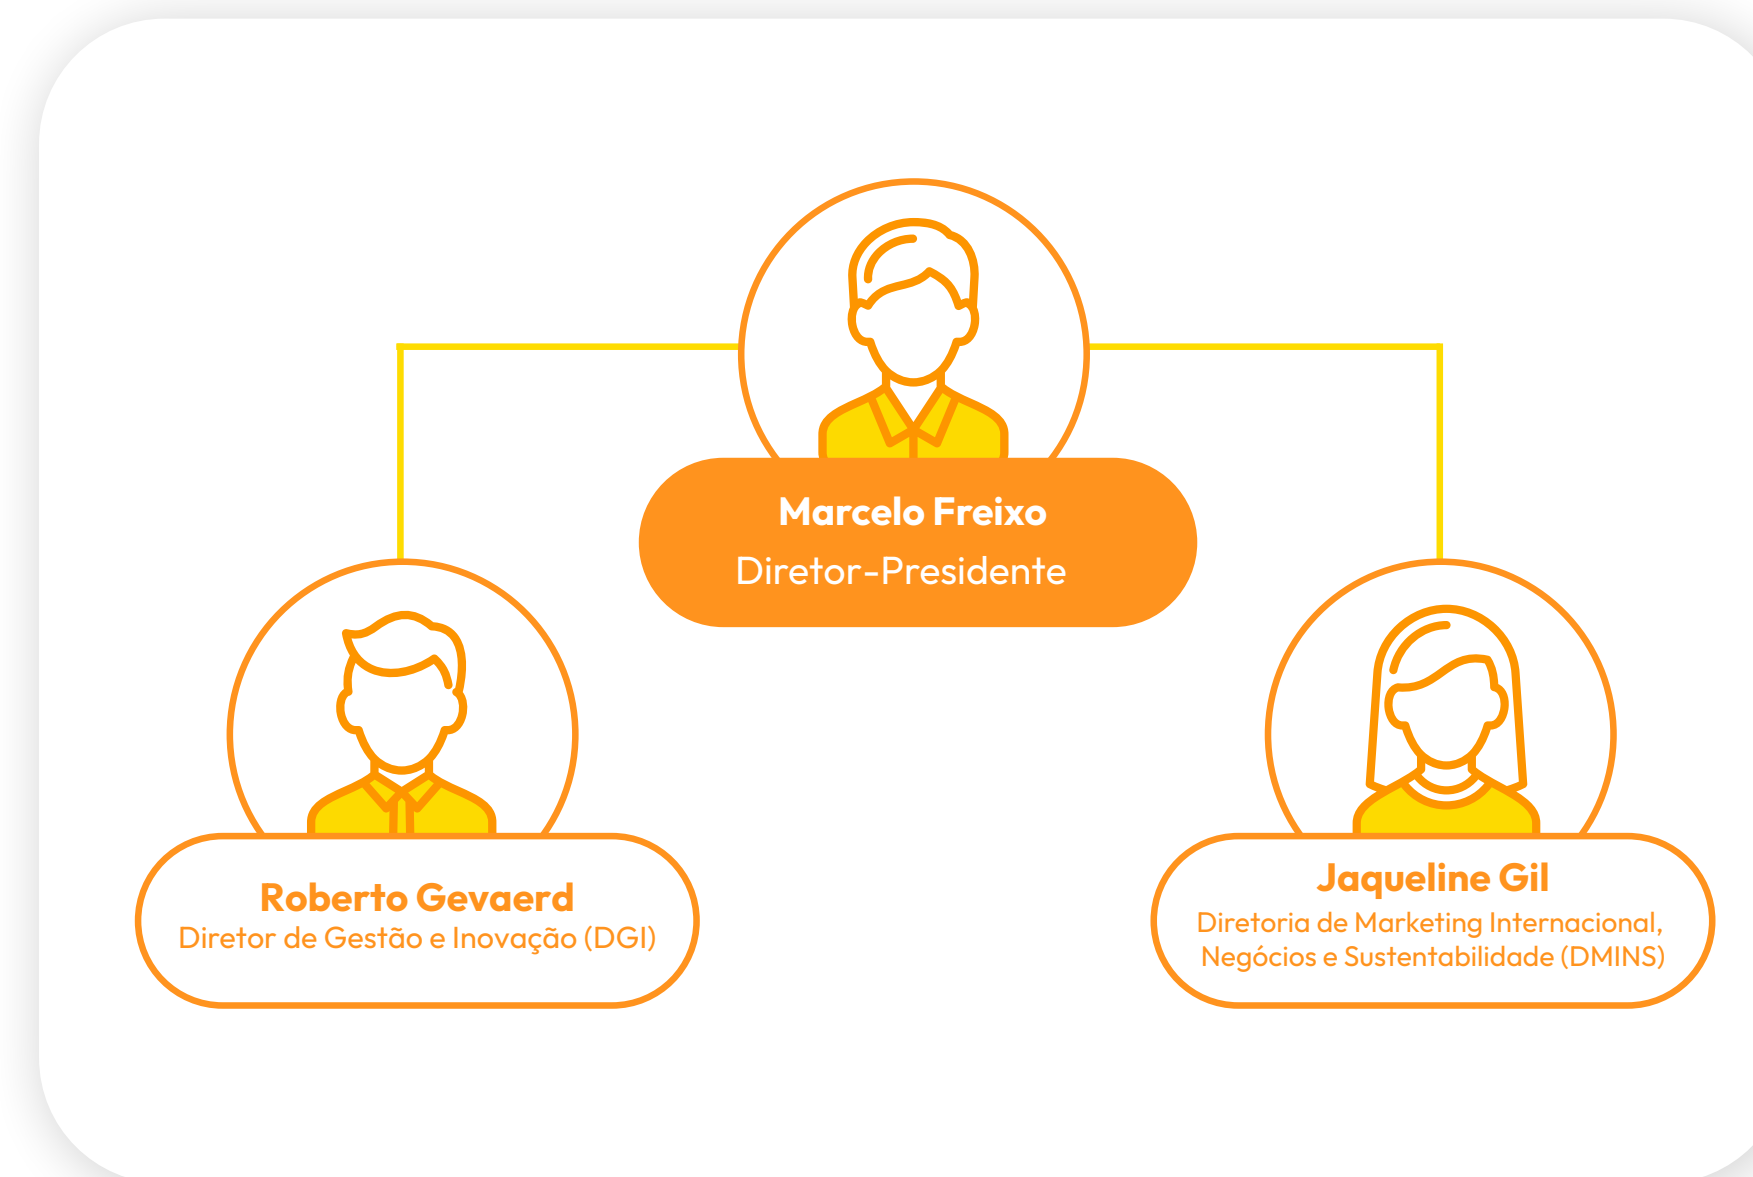 Marcelo Freixo
Diretor-Presidente
Roberto Gevaerd
Diretor de Gestão e Inovação (DGI)
Jaqueline Gil
Diretoria de Marketing Internacional,
Negócios e Sustentabilidade (DMINS)